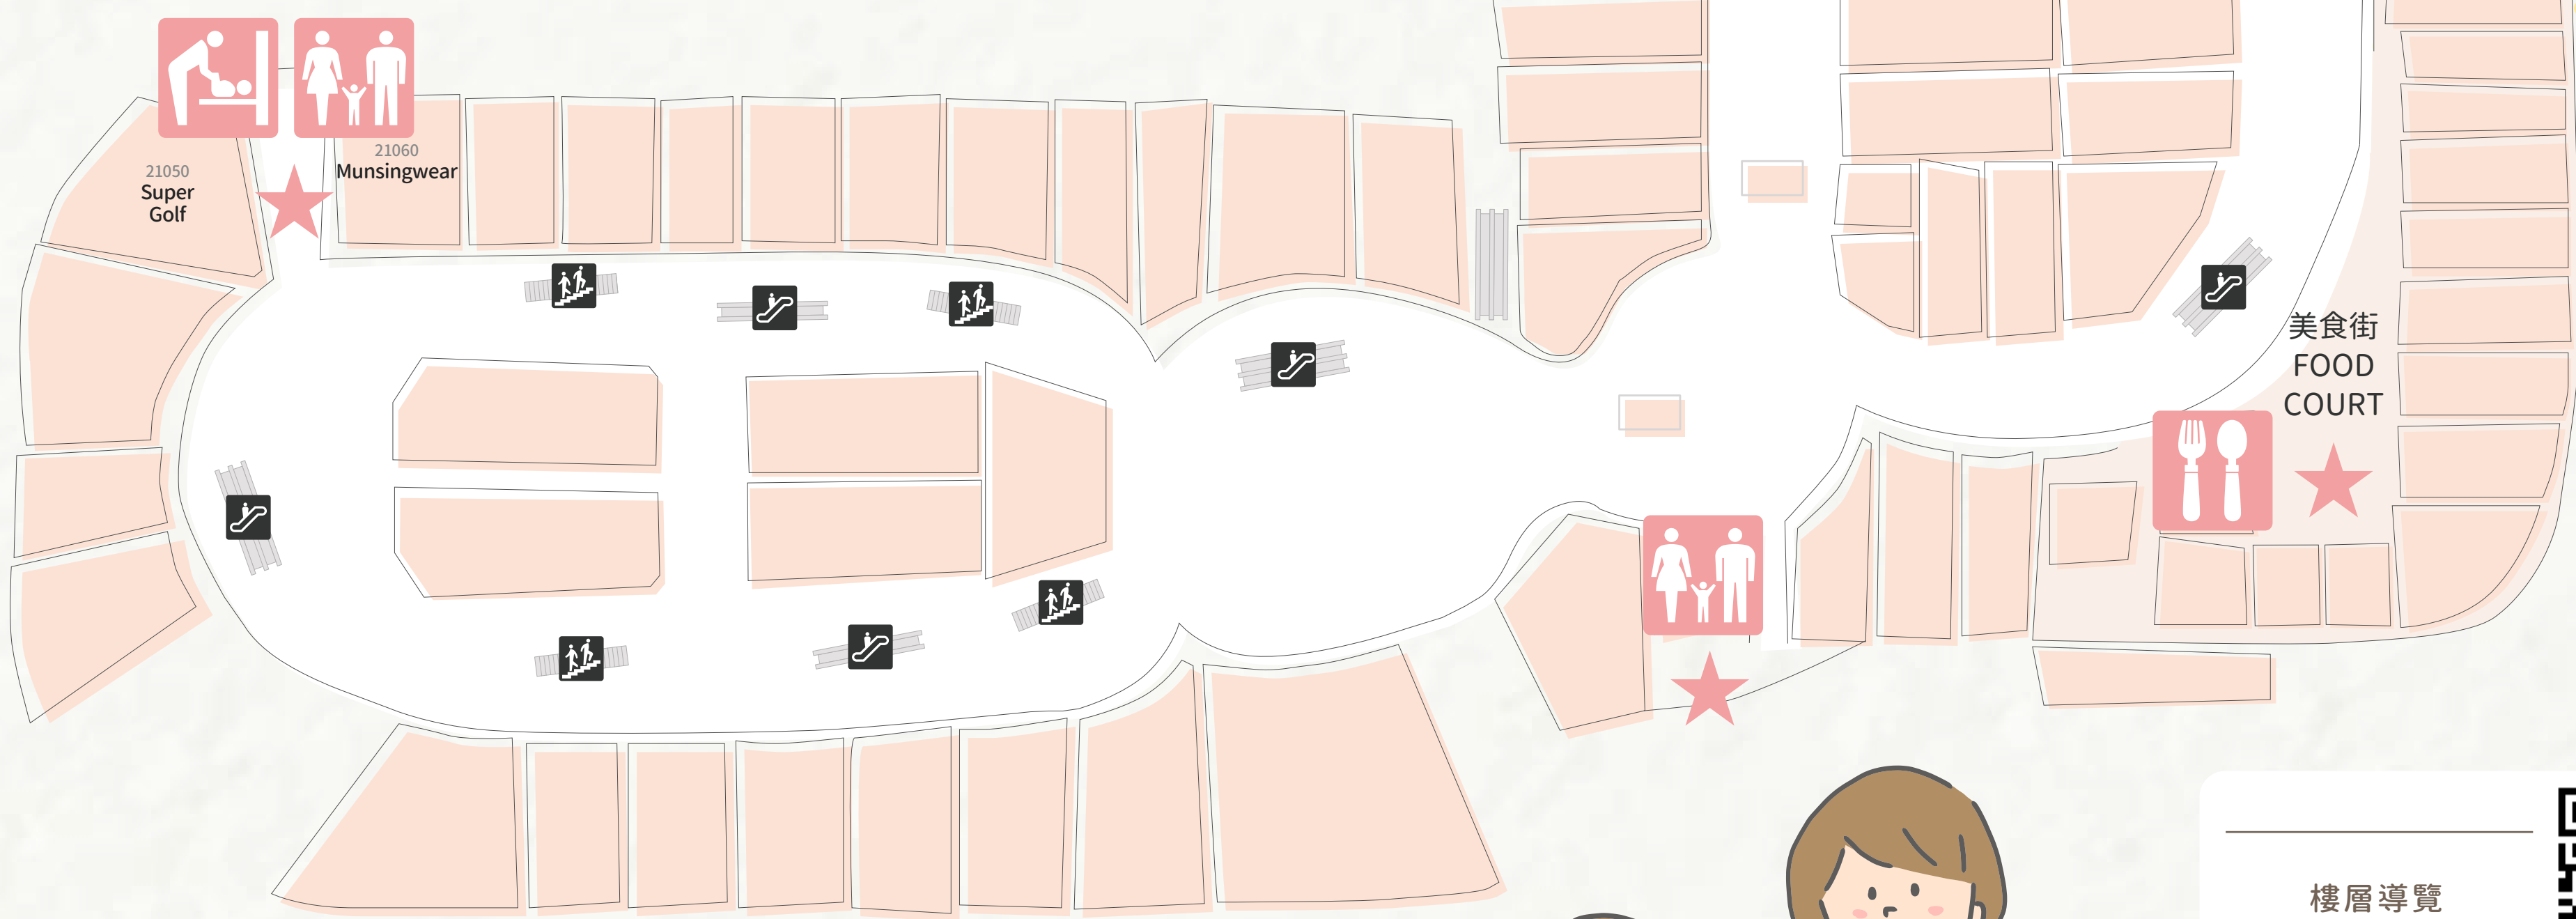 21050
Super
Golf
21060
Munsingwear
美食街
FOOD
COURT
樓層導覽